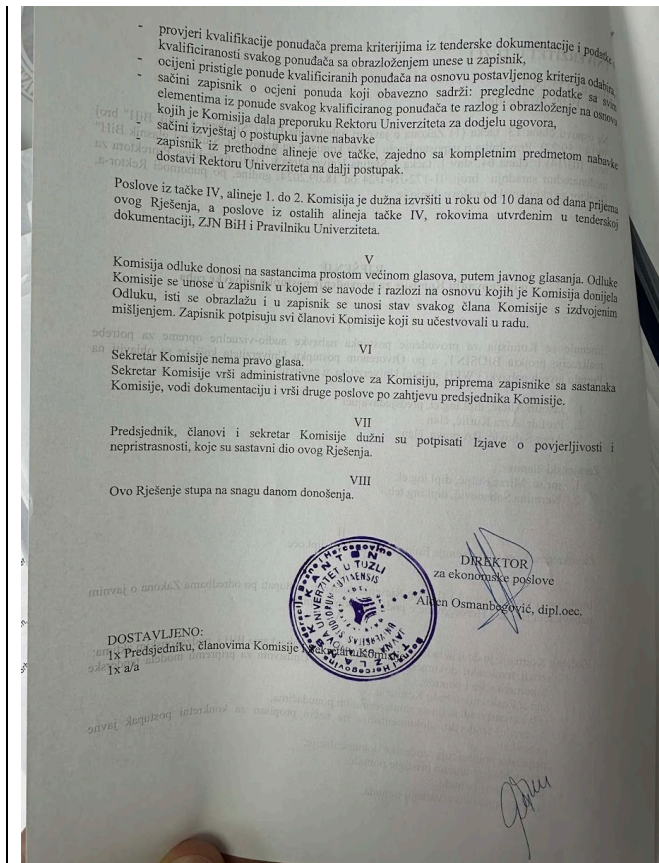 - provjeri kvalifikacije ponuđača prema kriterijima iz tenderske dokumentacije i podatke
kvalificiranosti svakog ponuđača sa obrazloženjem unese u zapisnik,
- ocijeni pristigle ponude kvalificiranih ponuđača na osnovu postavljenog kriterija odabira,
- sačini zapisnik o ocjeni ponuda koji obavezno sadrži: pregledne podatke sa svim
elementima iz ponude svakog kvalificiranog ponuđača te razlog i obrazloženje na osnovu
kojih je Komisija dala preporuku Rektoru Univerziteta za dodjelu ugovora,
- sačini izvještaj o postupku javne nabavke
- zapisnik iz prethodne alineje ove tačke, zajedno sa kompletnim predmetom nabavke
dostavi Rektoru Univerziteta na dalji postupak.
Poslove iz tačke IV, alineje 1. do 2. Komisija je dužna izvršiti u roku od 10 dana od dana prijema
ovog Rješenja, a poslove iz ostalih alineja tačke IV, rokovima utvrđenim u tenderskoj
dokumentaciji, ZJN BiH i Pravilniku Univerziteta.
V
Komisija odluke donosi na sastancima prostom većinom glasova, putem javnog glasanja. Odluke
Komisije se unose u zapisnik u kojem se navode i razlozi na osnovu kojih je Komisija donijela
Odluku, isti se obrazlažu i u zapisnik se unosi stav svakog člana Komisije s izdvojenim
mišljenjem. Zapisnik potpisuju svi članovi Komisije koji su učestvovali u radu.
VI
Sekretar Komisije nema pravo glasa.
Sekretar Komisije vrši administrativne poslove za Komisiju, priprema zapisnike sa sastanaka
Komisije, vodi dokumentaciju i vrši druge poslove po zahtjevu predsjednika Komisije.
VII
Predsjednik, članovi i sekretar Komisije dužni su potpisati Izjave o povjerljivosti i
nepristrasnosti, koje su sastavni dio ovog Rješenja.
VIII
Ovo Rješenje stupa na snagu danom donošenja.
DIREKTOR
za ekonomske poslove
Osmanbegović, dipl.oec.
Bosna i Hercegovina
Federacija Bosne i Hercegovine
TUZLANSKI KANTON
UNIVERZITET U TUZLI
DOSTAVLJENO:
1x Predsjedniku, članovima Komisije i sekretaru Komisije
1x a/a